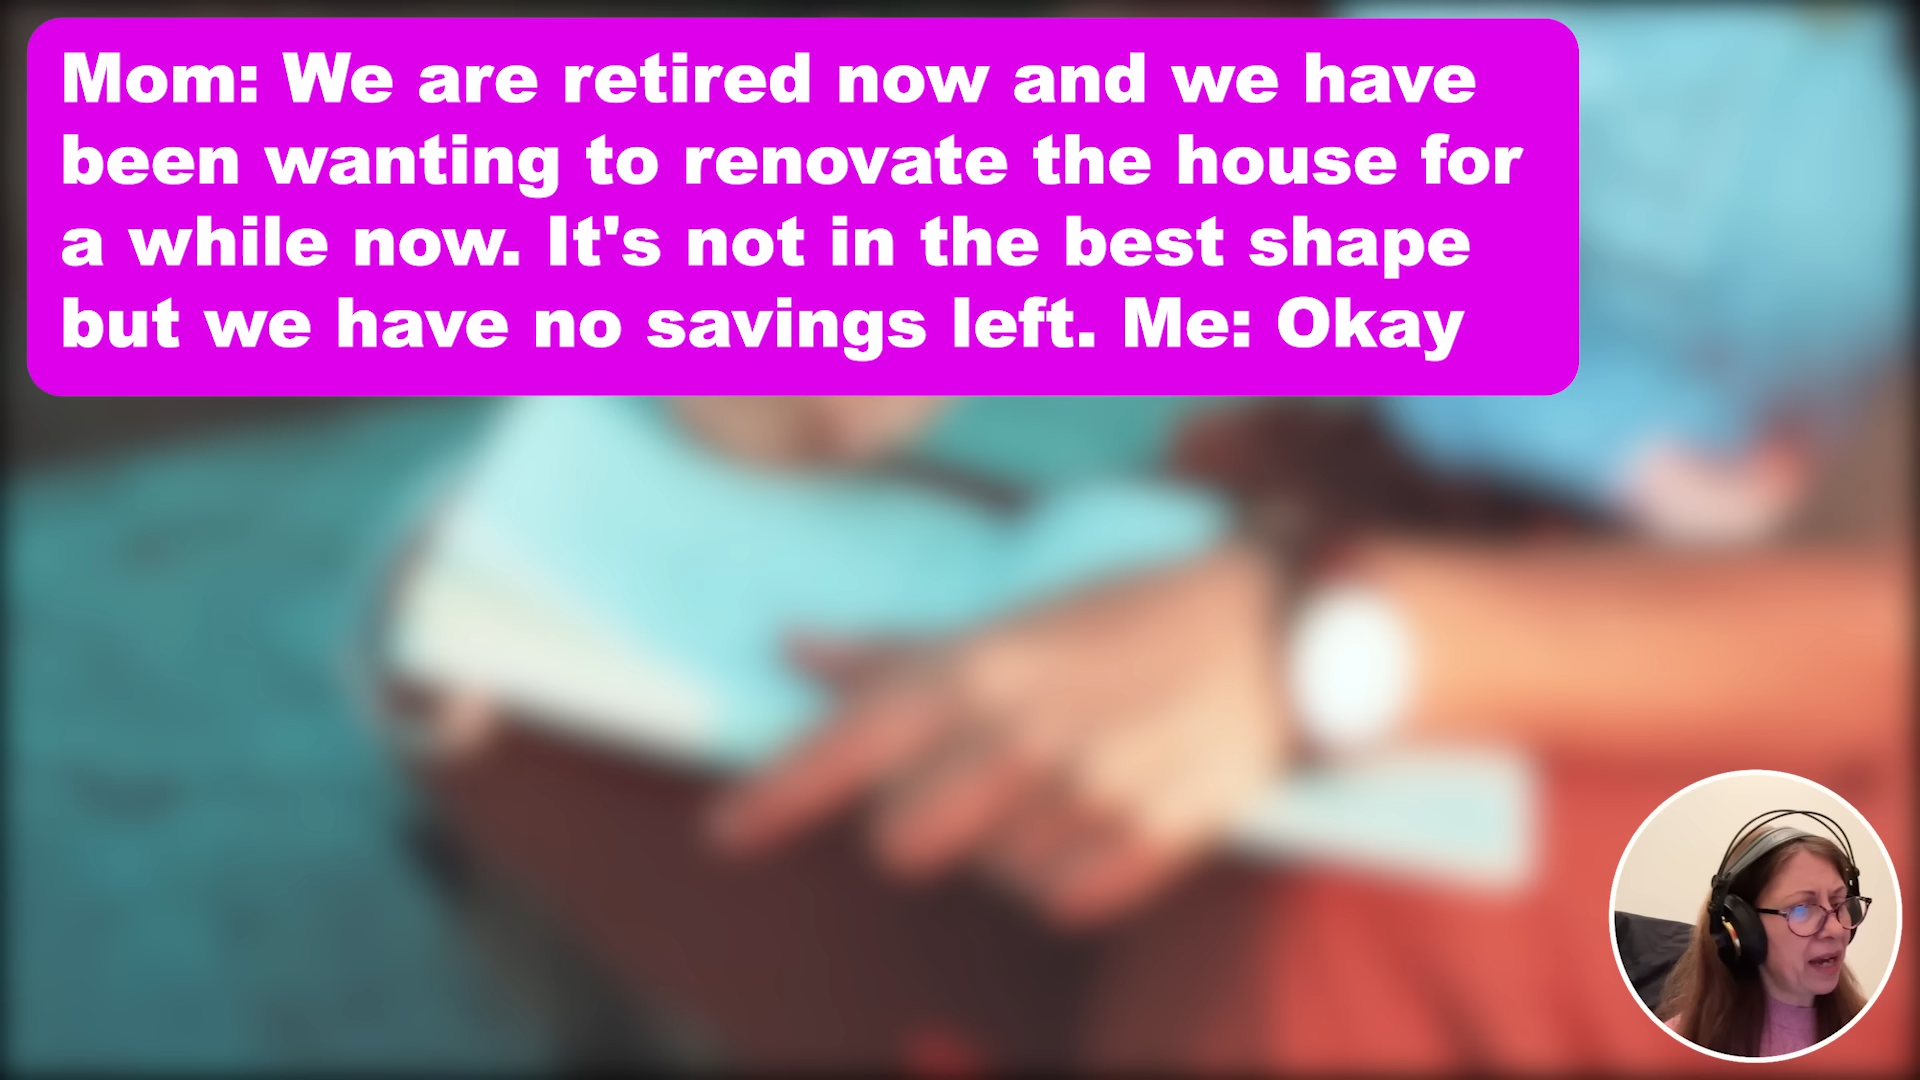 Mom: We are retired now and we have
been wanting to renovate the house for
a while now. It's not in the best shape
but we have no savings left. Me: Okay